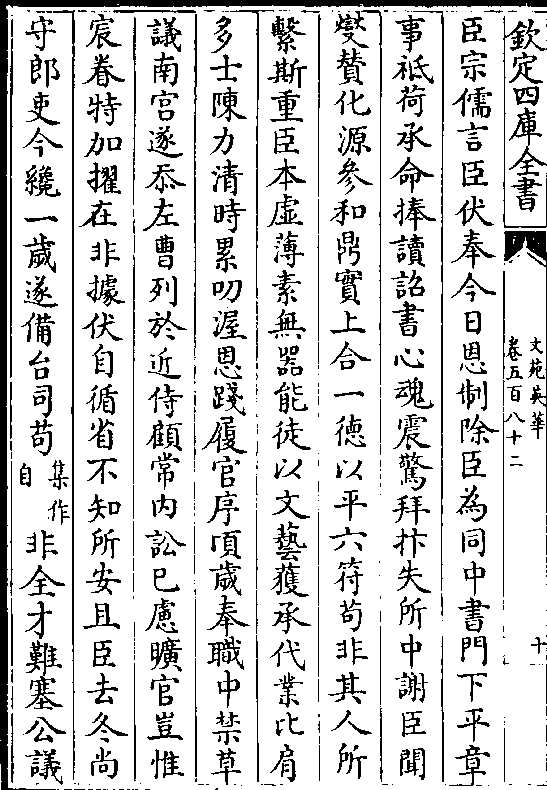 欽定四庫全書
文苑英華
卷五百八十二
十
臣宗儒言臣伏奉今日恩制除臣為同中書門下平章
事祗荷承命捧讀詔書心魂震驚拜抃失所中謝臣聞
燮贊化源參和鼎實上合一德以平六符苟非其人所
繫斯重臣本虛薄素無器能徒以文藝獲承代業比肩
多士陳力清時累叨渥恩踐履官序項歲奉職中禁草
議南宫遂忝左曹列於近侍顧常内訟已慮曠官豈惟
宸眷特加擢在非據伏自循省不知所安且臣去冬尚
守郎吏今纔一歲遂備台司苟集作自非全才難塞公議